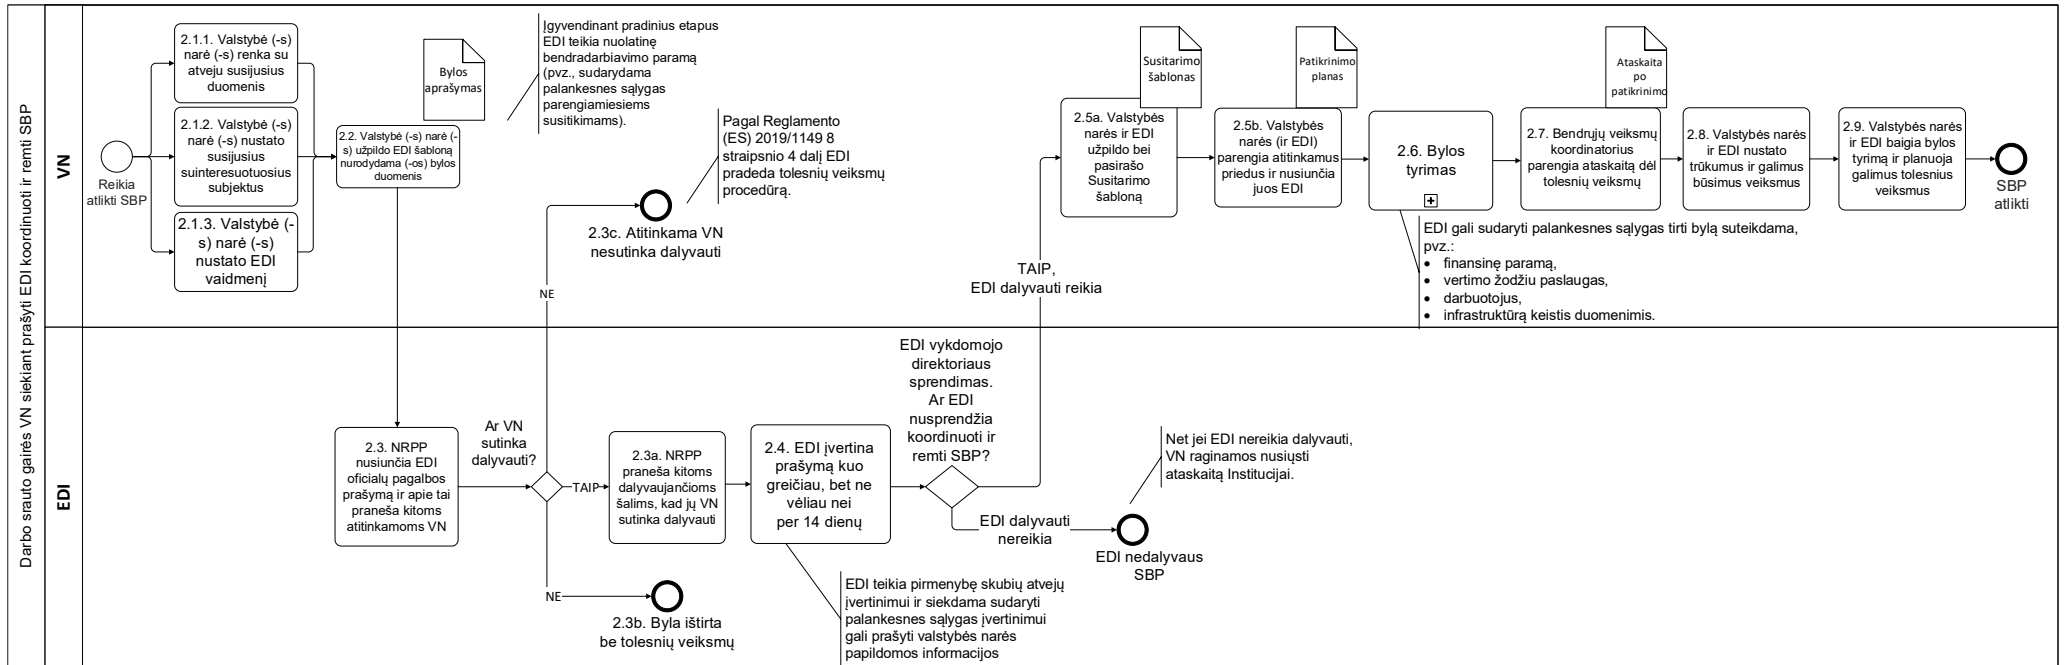 Darbo srauto gairės VN siekiant prašyti EDI koordinuoti ir remti SBP
VN
Reikia
atlikti SBP
2.1.1. Valstybė (-s)
narė (-s) renka su
atveju susijusius
duomenis
2.1.2. Valstybė (-s)
narė (-s) nustato
susijusius
suinteresuotuosius
subjektus
2.1.3. Valstybė (-
s) narė (-s)
nustato EDI
vaidmenį
2.2. Valstybė (-s) narė (-
s) užpildo EDI šabloną
nurodydama (-os) bylos
duomenis
Bylos
aprašymas
Įgyvendinant pradinius etapus
EDI teikia nuolatinę
bendradarbiavimo paramą
(pvz., sudarydama
palankesnes sąlygas
parengiamiesiems
susitikimams).
Pagal Reglamento
(ES) 2019/1149 8
straipsnio 4 dalį EDI
pradeda tolesnių veiksmų
procedūrą.
2.3c. Atitinkama VN
nesutinka dalyvauti
NE
TAIP,
EDI dalyvauti reikia
Susitarimo
šablonas
2.5a. Valstybės
narės ir EDI
užpildo bei
pasirašo
Susitarimo
šabloną
Patikrinimo
planas
2.5b. Valstybės
narės (ir EDI)
parengia atitinkamus
priedus ir nusiunčia
juos EDI
2.6. Bylos
tyrimas
EDI gali sudaryti palankesnes sąlygas tirti bylą suteikdama,
pvz.:
• finansinę paramą,
• vertimo žodžiu paslaugas,
• darbuotojus,
• infrastruktūrą keistis duomenimis.
Ataskaita
po
patikrinimo
2.7. Bendrųjų veiksmų
koordinatorius
parengia ataskaitą dėl
tolesnių veiksmų
2.8. Valstybės narės
ir EDI nustato
trūkumus ir galimus
būsimus veiksmus
2.9. Valstybės narės
ir EDI baigia bylos
tyrimą ir planuoja
galimus tolesnius
veiksmus
SBP
atlikti
EDI
2.3. NRPP
nusiunčia EDI
oficialų pagalbos
prašymą ir apie tai
praneša kitoms
atitinkamoms VN
Ar VN
sutinka
dalyvauti?
TAIP
NE
2.3b. Byla ištirta
be tolesnių veiksmų
2.3a. NRPP
praneša kitoms
dalyvaujančioms
šalims, kad jų VN
sutinka dalyvauti
2.4. EDI įvertina
prašymą kuo
greičiau, bet ne
vėliau nei
per 14 dienų
EDI teikia pirmenybę skubių atvejų
įvertinimui ir siekdama sudaryti
palankesnes sąlygas įvertinimui
gali prašyti valstybės narės
papildomos informacijos
EDI vykdomojo
direktoriaus
sprendimas.
Ar EDI
nusprendžia
koordinuoti ir
remti SBP?
EDI dalyvauti
nereikia
EDI nedalyvaus
SBP
Net jei EDI nereikia dalyvauti,
VN raginamos nusiųsti
ataskaitą Institucijai.